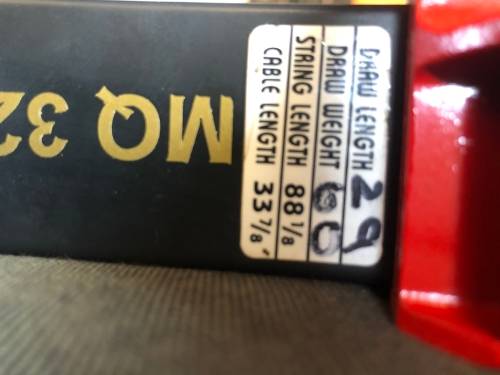 DRAW LENGTH 29
DRAW WEIGHT 60
STRING LENGTH 88 1/8
CABLE LENGTH 33 7/8"
MQ 32